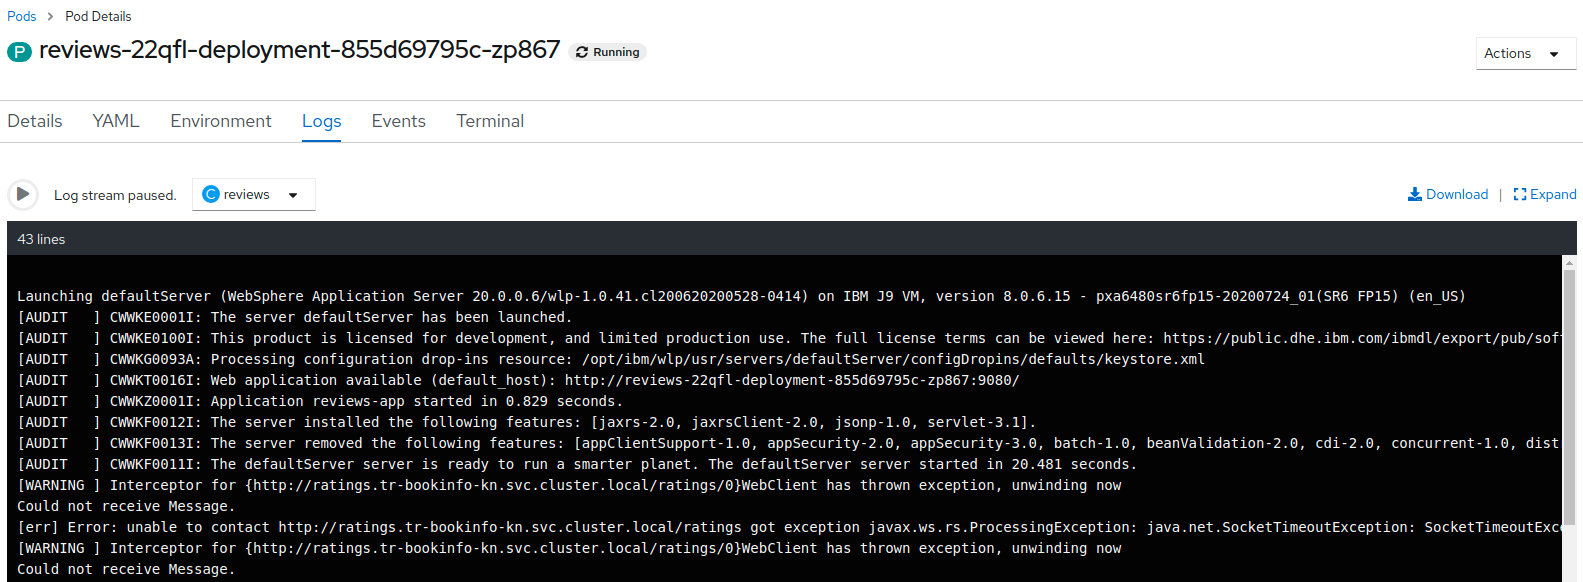 Pods > Pod Details
P reviews-22qfl-deployment-855d69795c-zp867 Running
Actions
Details YAML Environment Logs Events Terminal
Log stream paused. C reviews Download | Expand
43 lines
Launching defaultServer (WebSphere Application Server 20.0.0.6/wlp-1.0.41.cl200620200528-0414) on IBM J9 VM, version 8.0.6.15 - pxa6480sr6fp15-20200724_01(SR6 FP15) (en_US)
[AUDIT   ] CWWKE0001I: The server defaultServer has been launched.
[AUDIT   ] CWWKE0100I: This product is licensed for development, and limited production use. The full license terms can be viewed here: https://public.dhe.ibm.com/ibmdl/export/pub/sof
[AUDIT   ] CWWKG0093A: Processing configuration drop-ins resource: /opt/ibm/wlp/usr/servers/defaultServer/configDropins/defaults/keystore.xml
[AUDIT   ] CWWKT0016I: Web application available (default_host): http://reviews-22qfl-deployment-855d69795c-zp867:9080/
[AUDIT   ] CWWKZ0001I: Application reviews-app started in 0.829 seconds.
[AUDIT   ] CWWKF0012I: The server installed the following features: [jaxrs-2.0, jaxrsClient-2.0, jsonp-1.0, servlet-3.1].
[AUDIT   ] CWWKF0013I: The server removed the following features: [appClientSupport-1.0, appSecurity-2.0, appSecurity-3.0, batch-1.0, beanValidation-2.0, cdi-2.0, concurrent-1.0, dist
[AUDIT   ] CWWKF0011I: The defaultServer server is ready to run a smarter planet. The defaultServer server started in 20.481 seconds.
[WARNING ] Interceptor for {http://ratings.tr-bookinfo-kn.svc.cluster.local/ratings/0}WebClient has thrown exception, unwinding now
Could not receive Message.
[err] Error: unable to contact http://ratings.tr-bookinfo-kn.svc.cluster.local/ratings got exception javax.ws.rs.ProcessingException: java.net.SocketTimeoutException: SocketTimeoutExc
[WARNING ] Interceptor for {http://ratings.tr-bookinfo-kn.svc.cluster.local/ratings/0}WebClient has thrown exception, unwinding now
Could not receive Message.